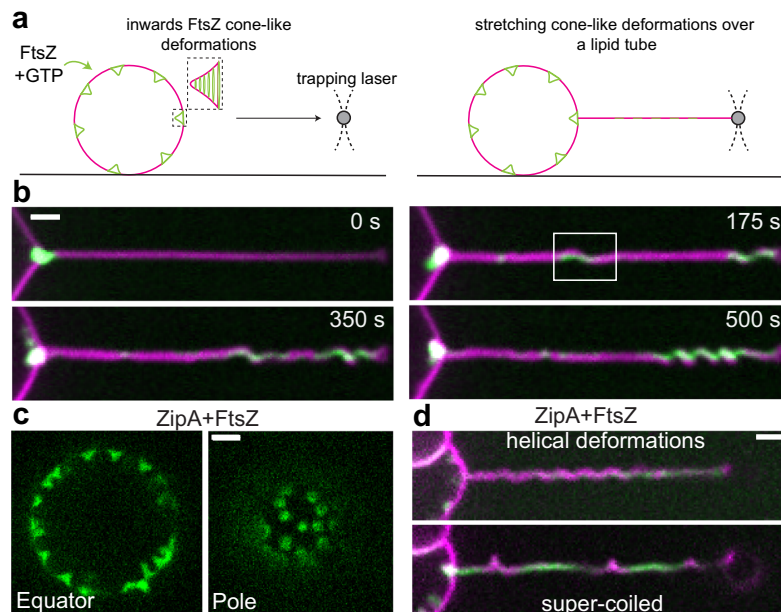 a
inwards FtsZ cone-like
deformations
FtsZ
+GTP
trapping laser
stretching cone-like deformations over
a lipid tube
b
0 s
175 s
350 s
500 s
c
ZipA+FtsZ
Equator
Pole
d
ZipA+FtsZ
helical deformations
super-coiled